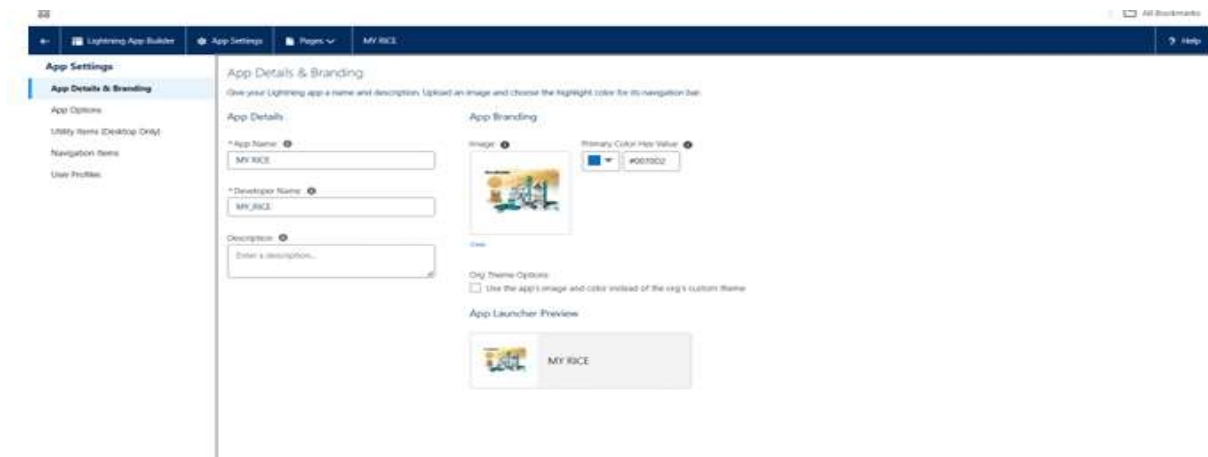 All Bookmarks
Lightning App Builder
App Settings
Pages
MY RICE
? Help
App Settings
App Details & Branding
App Options
Utility Items (Desktop Only)
Navigation Items
User Profiles
App Details & Branding
Give your Lightning app a name and description. Upload an image and choose the highlight color for its navigation bar.
App Details
*App Name
MY RICE
*Developer Name
MY_RICE
Description
Enter a description...
App Branding
Image
Primary Color Hex Value
#0070D2
Clear
Org Theme Options
Use the app's image and color instead of the org's custom theme
App Launcher Preview
MY RICE